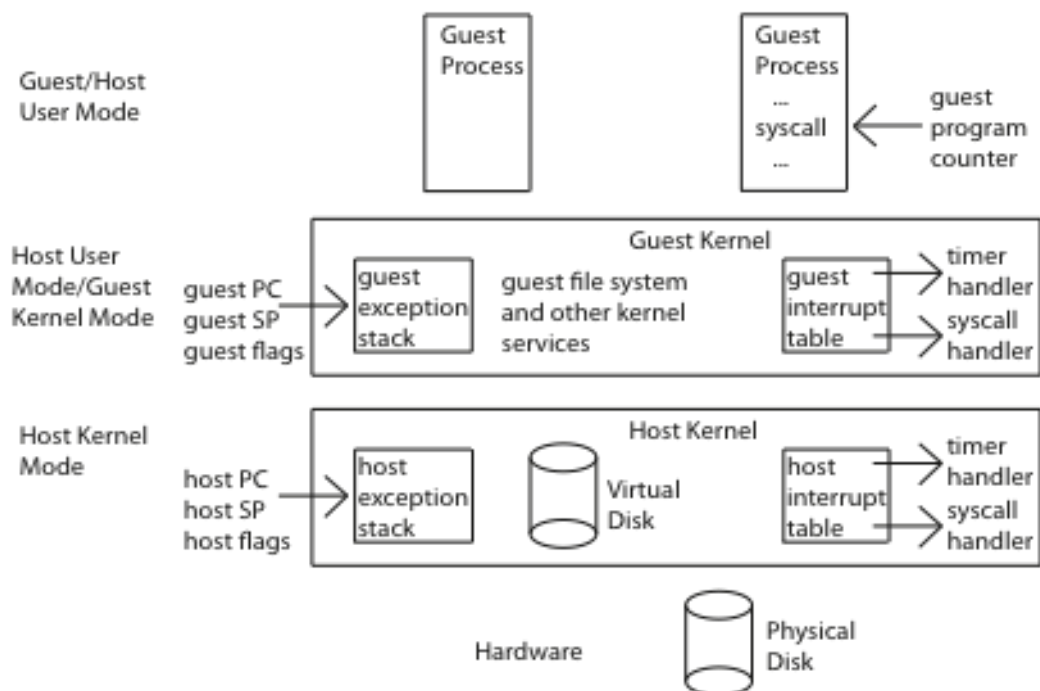 Guest/Host
User Mode
Guest
Process
Guest
Process
...
syscall
...
guest
program
counter
Host User
Mode/Guest
Kernel Mode
guest PC
guest SP
guest flags
Guest Kernel
guest
exception
stack
guest file system
and other kernel
services
guest
interrupt
table
timer
handler
syscall
handler
Host Kernel
Mode
host PC
host SP
host flags
Host Kernel
host
exception
stack
Virtual
Disk
host
interrupt
table
timer
handler
syscall
handler
Hardware
Physical
Disk